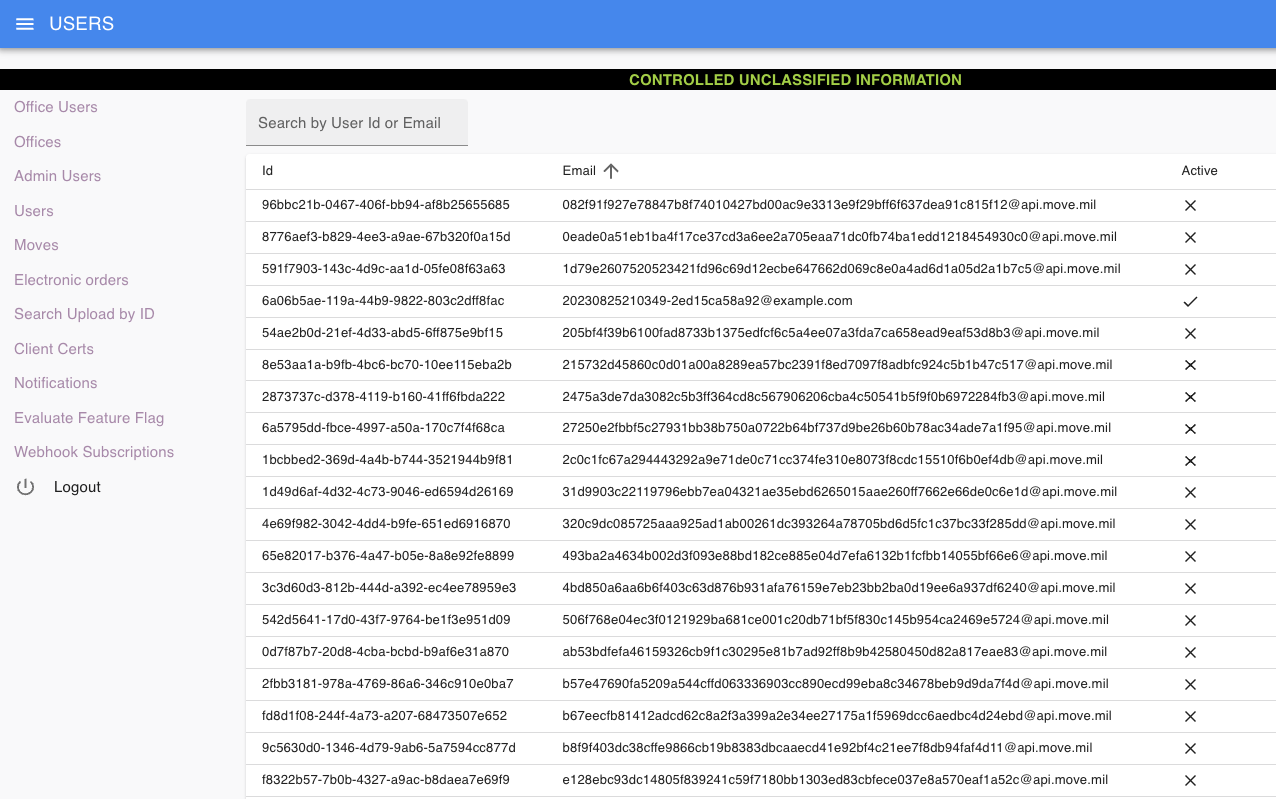 USERS
CONTROLLED UNCLASSIFIED INFORMATION
Office Users
Offices
Admin Users
Users
Moves
Electronic orders
Search Upload by ID
Client Certs
Notifications
Evaluate Feature Flag
Webhook Subscriptions
Logout
Search by User Id or Email
Id Email Active
96bbc21b-0467-406f-bb94-af8b25655685 082f91f927e78847b8f74010427bd00ac9e3313e9f29bff6f637dea91c815f12@api.move.mil
8776aef3-b829-4ee3-a9ae-67b320f0a15d 0eade0a51eb1ba4f17ce37cd3a6ee2a705eaa71dc0fb74ba1edd1218454930c0@api.move.mil
591f7903-143c-4d9c-aa1d-05fe08f63a63 1d79e2607520523421fd96c69d12ecbe647662d069c8e0a4ad6d1a05d2a1b7c5@api.move.mil
6a06b5ae-119a-44b9-9822-803c2dff8fac 20230825210349-2ed15ca58a92@example.com
54ae2b0d-21ef-4d33-abd5-6ff875e9bf15 205bf4f39b6100fad8733b1375edfcf6c5a4ee07a3fda7ca658ead9eaf53d8b3@api.move.mil
8e53aa1a-b9fb-4bc6-bc70-10ee115eba2b 215732d45860c0d01a00a8289ea57bc2391f8ed7097f8adbfc924c5b1b47c517@api.move.mil
2873737c-d378-4119-b160-41ff6fbda222 2475a3de7da3082c5b3ff364cd8c567906206cba4c50541b5f9f0b6972284fb3@api.move.mil
6a5795dd-fbce-4997-a50a-170c7f4f68ca 27250e2fbbf5c27931bb38b750a0722b64bf737d9be26b60b78ac34ade7a1f95@api.move.mil
1bcbbed2-369d-4a4b-b744-3521944b9f81 2c0c1fc67a294443292a9e71de0c71cc374fe310e8073f8cdc15510f6b0ef4db@api.move.mil
1d49d6af-4d32-4c73-9046-ed6594d26169 31d9903c22119796ebb7ea04321ae35ebd6265015aae260ff7662e66de0c6e1d@api.move.mil
4e69f982-3042-4dd4-b9fe-651ed6916870 320c9dc085725aaa925ad1ab00261dc393264a78705bd6d5fc1c37bc33f285dd@api.move.mil
65e82017-b376-4a47-b05e-8a8e92fe8899 493ba2a4634b002d3f093e88bd182ce885e04d7efa6132b1fcfbb14055bf66e6@api.move.mil
3c3d60d3-812b-444d-a392-ec4ee78959e3 4bd850a6aa6b6f403c63d876b931afa76159e7eb23bb2ba0d19ee6a937df6240@api.move.mil
542d5641-17d0-43f7-9764-be1f3e951d09 506f768e04ec3f0121929ba681ce001c20db71bf5f830c145b954ca2469e5724@api.move.mil
0d7f87b7-20d8-4cba-bcbd-b9af6e31a870 ab53bdfefa46159326cb9f1c30295e81b7ad92ff8b9b42580450d82a817eae83@api.move.mil
2fbb3181-978a-4769-86a6-346c910e0ba7 b57e47690fa5209a544cffd063336903cc890ecd99eba8c34678beb9d9da7f4d@api.move.mil
fd8d1f08-244f-4a73-a207-68473507e652 b67eecfb81412adcd62c8a2f3a399a2e34ee27175a1f5969dcc6aedbc4d24ebd@api.move.mil
9c5630d0-1346-4d79-9ab6-5a7594cc877d b8f9f403dc38cffe9866cb19b8383dbcaaecd41e92bf4c21ee7f8db94faf4d11@api.move.mil
f8322b57-7b0b-4327-a9ac-b8daea7e69f9 e128ebc93dc14805f839241c59f7180bb1303ed83cbfece037e8a570eaf1a52c@api.move.mil